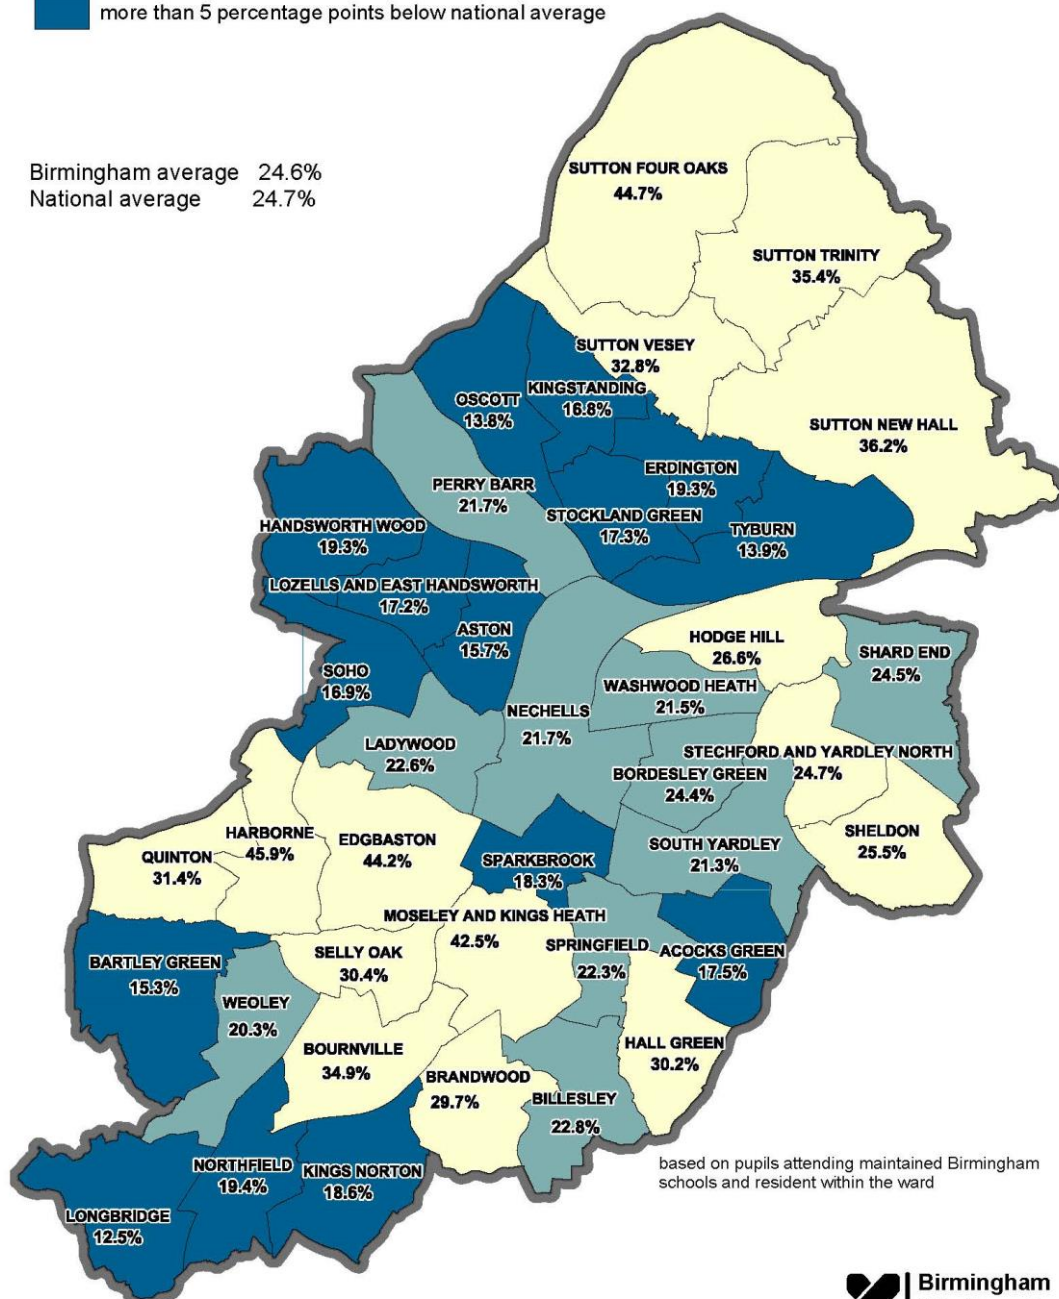 more than 5 percentage points below national average
Birmingham average 24.6%
National average 24.7%
SUTTON FOUR OAKS
44.7%
SUTTON TRINITY
35.4%
SUTTON VESEY
32.8%
KINGSTANDING
16.8%
OSCOTT
13.8%
SUTTON NEW HALL
36.2%
ERDINGTON
19.3%
PERRY BARR
21.7%
STOCKLAND GREEN
17.3%
TYBURN
13.9%
HANDSWORTH WOOD
19.3%
LOZELLS AND EAST HANDSWORTH
17.2%
ASTON
15.7%
HODGE HILL
26.6%
SHARD END
24.5%
SOHO
16.9%
WASHWOOD HEATH
21.5%
NECHELLS
21.7%
LADYWOOD
22.6%
STECHFORD AND YARDLEY NORTH
24.7%
BORDESLEY GREEN
24.4%
HARBORNE
45.9%
EDGBASTON
44.2%
SHELDON
25.5%
QUINTON
31.4%
SPARKBROOK
18.3%
SOUTH YARDLEY
21.3%
MOSELEY AND KINGS HEATH
42.5%
SPRINGFIELD
22.3%
ACOCKS GREEN
17.5%
SELLY OAK
30.4%
BARTLEY GREEN
15.3%
WEOLEY
20.3%
BOURNVILLE
34.9%
HALL GREEN
30.2%
BRANDWOOD
29.7%
BILLESLEY
22.8%
based on pupils attending maintained Birmingham
schools and resident within the ward
NORTHFIELD
19.4%
KINGS NORTON
18.6%
LONGBRIDGE
12.5%
Birmingham